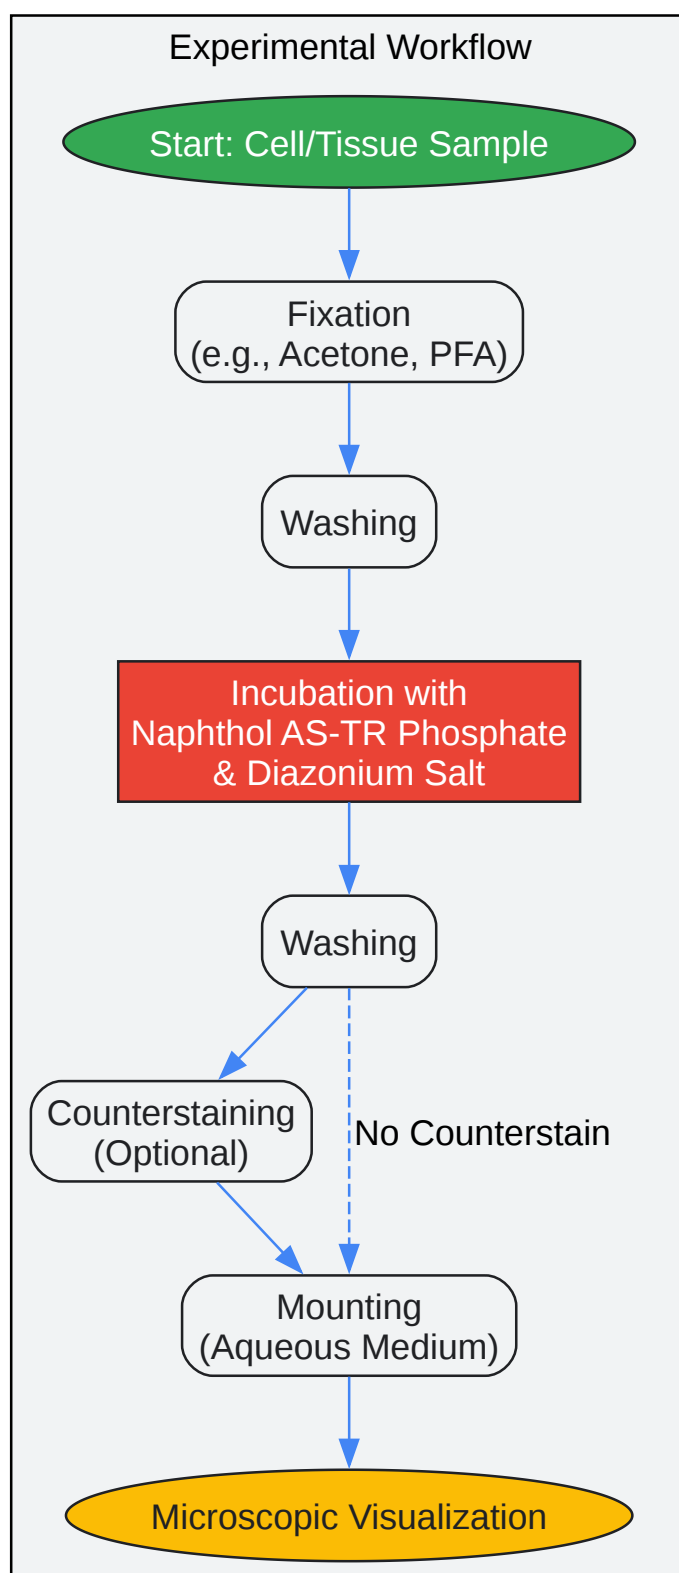 Experimental Workflow
Start: Cell/Tissue Sample
Fixation
(e.g., Acetone, PFA)
Washing
Incubation with
Naphthol AS-TR Phosphate
& Diazonium Salt
Washing
Counterstaining
(Optional)
No Counterstain
Mounting
(Aqueous Medium)
Microscopic Visualization